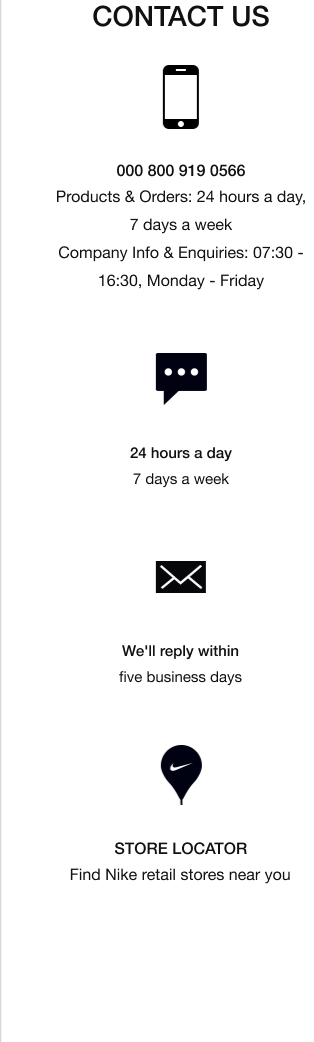 CONTACT US
000 800 919 0566
Products & Orders: 24 hours a day,
7 days a week
Company Info & Enquiries: 07:30 -
16:30, Monday - Friday
24 hours a day
7 days a week
We'll reply within
five business days
STORE LOCATOR
Find Nike retail stores near you